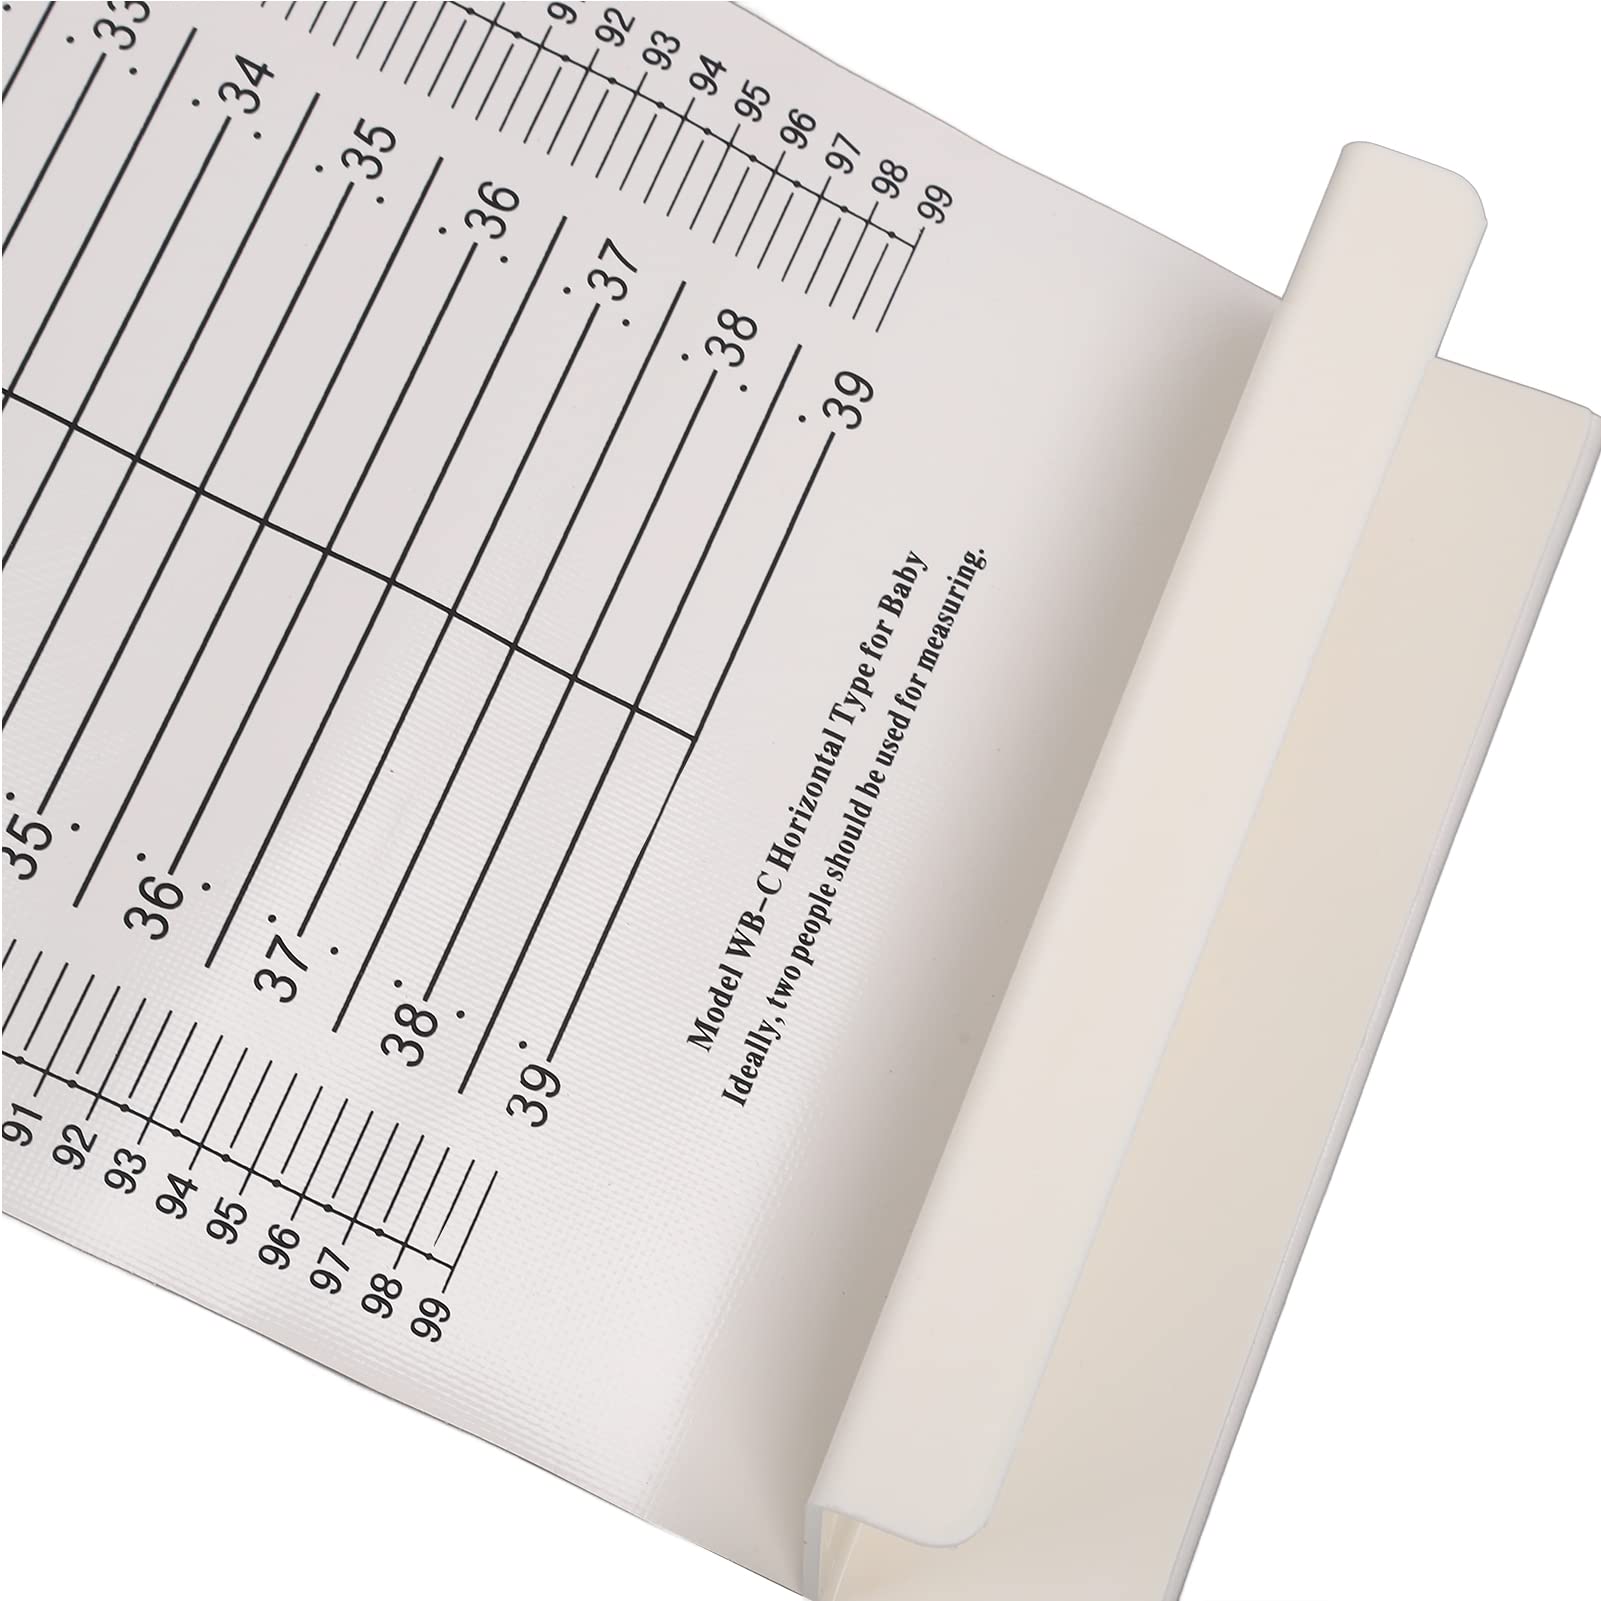 91 92 93 94 95 96 97 98 99
33 34 35 36 37 38 39
Model WB-C Horizontal Type for Baby
Ideally, two people should be used for measuring.
35 36 37 38 39
91 92 93 94 95 96 97 98 99